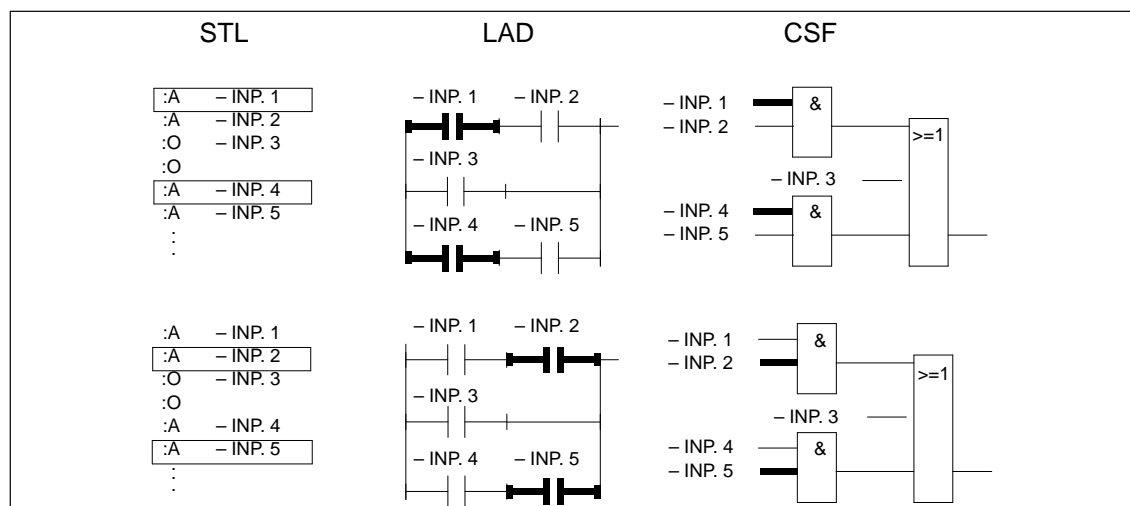 STL LAD CSF
:A – INP. 1
:A – INP. 2
:O – INP. 3
:O
:A – INP. 4
:A – INP. 5
:
:
– INP. 1 – INP. 2
– INP. 3
– INP. 4 – INP. 5
– INP. 1 &
– INP. 2
>=1
– INP. 3
– INP. 4 &
– INP. 5
:A – INP. 1
:A – INP. 2
:O – INP. 3
:O
:A – INP. 4
:A – INP. 5
:
:
– INP. 1 – INP. 2
– INP. 3
– INP. 4 – INP. 5
– INP. 1 &
– INP. 2
>=1
– INP. 3
– INP. 4 &
– INP. 5